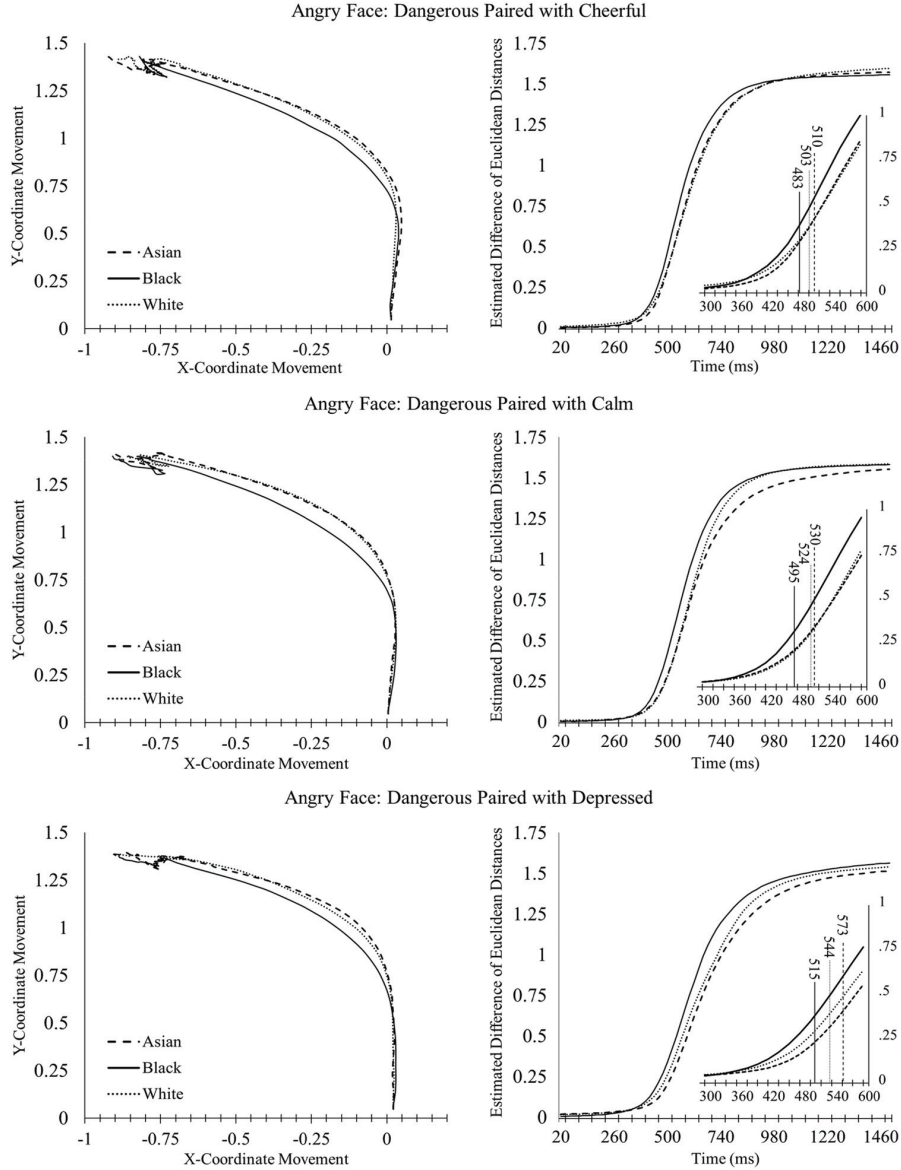 Angry Face: Dangerous Paired with Cheerful
Y-Coordinate Movement
1.5
1.25
1
0.75
0.5
0.25
0
Asian
Black
White
-1
-0.75
-0.5
-0.25
0
X-Coordinate Movement
Estimated Difference of Euclidean Distances
1.75
1.5
1.25
1
0.75
0.5
0.25
0
483
503
510
1
.75
.5
.25
0
300 360 420 480 540 600
20 260 500 740 980 1220 1460
Time (ms)
Angry Face: Dangerous Paired with Calm
Y-Coordinate Movement
1.5
1.25
1
0.75
0.5
0.25
0
Asian
Black
White
-1
-0.75
-0.5
-0.25
0
X-Coordinate Movement
Estimated Difference of Euclidean Distances
1.75
1.5
1.25
1
0.75
0.5
0.25
0
495
524
530
1
.75
.5
.25
0
300 360 420 480 540 600
20 260 500 740 980 1220 1460
Time (ms)
Angry Face: Dangerous Paired with Depressed
Y-Coordinate Movement
1.5
1.25
1
0.75
0.5
0.25
0
Asian
Black
White
-1
-0.75
-0.5
-0.25
0
X-Coordinate Movement
Estimated Difference of Euclidean Distances
1.75
1.5
1.25
1
0.75
0.5
0.25
0
515
544
573
1
.75
.5
.25
0
300 360 420 480 540 600
20 260 500 740 980 1220 1460
Time (ms)